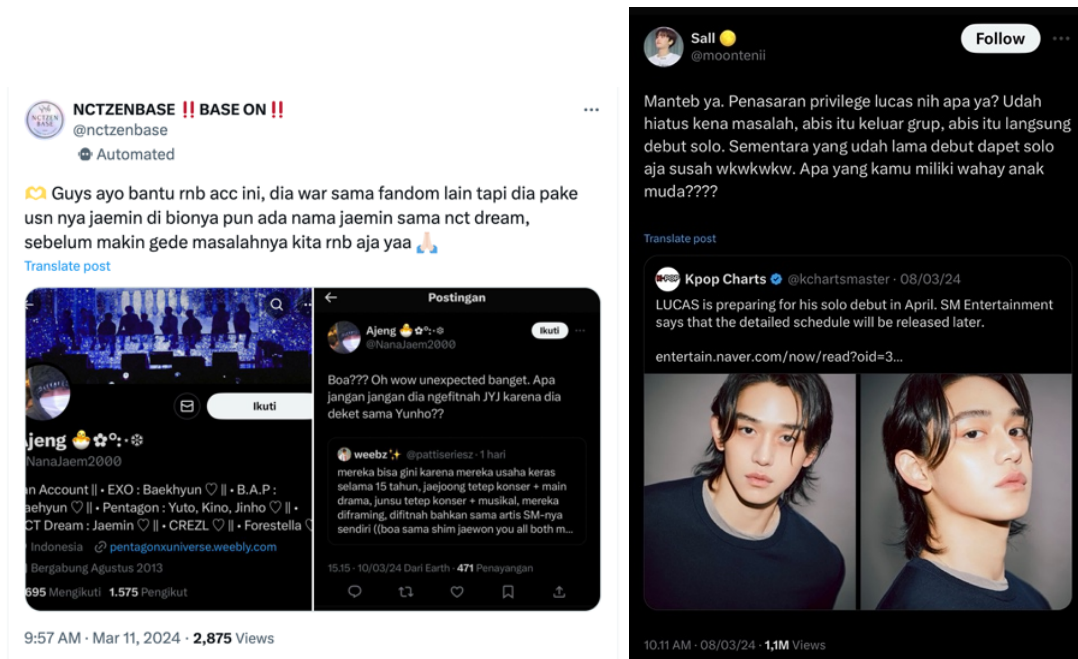 NCTZENBASE ‼️BASE ON‼️
@nctzenbase
Automated
🫶 Guys ayo bantu rnb acc ini, dia war sama fandom lain tapi dia pake
usn nya jaemin di bionya pun ada nama jaemin sama nct dream,
sebelum makin gede masalahnya kita rnb aja yaa 🙏🏻
Translate post
Ikuti
Ajeng 🐣✿°:·❄
NanaJaem2000
n Account || • EXO : Baekhyun ♡ || • B.A.P :
aehyun ♡ || • Pentagon : Yuto, Kino, Jinho ♡ || •
CT Dream : Jaemin ♡ || • CREZL ♡ || • Forestella ♡
Indonesia pentagonxuniverse.weebly.com
Bergabung Agustus 2013
695 Mengikuti 1.575 Pengikut
Postingan
Ajeng 🐣✿°:·❄
@NanaJaem2000
Ikuti
Boa??? Oh wow unexpected banget. Apa
jangan jangan dia ngefitnah JYJ karena dia
deket sama Yunho??
weebz ✨ @pattiseriesz · 1 hari
mereka bisa gini karena mereka usaha keras
selama 15 tahun, jaejoong tetep konser + main
drama, junsu tetep konser + musikal, mereka
diframing, difitnah bahkan sama artis SM-nya
sendiri ((boa sama shim jaewon you all both m...
15.15 · 10/03/24 Dari Earth · 471 Penayangan
9:57 AM · Mar 11, 2024 · 2,875 Views
Sall 🟡
@moontenii
Follow
Manteb ya. Penasaran privilege lucas nih apa ya? Udah
hiatus kena masalah, abis itu keluar grup, abis itu langsung
debut solo. Sementara yang udah lama debut dapet solo
aja susah wkwkwkw. Apa yang kamu miliki wahay anak
muda????
Translate post
Kpop Charts @kchartsmaster · 08/03/24
LUCAS is preparing for his solo debut in April. SM Entertainment
says that the detailed schedule will be released later.
entertain.naver.com/now/read?oid=3...
10.11 AM · 08/03/24 · 1,1M Views